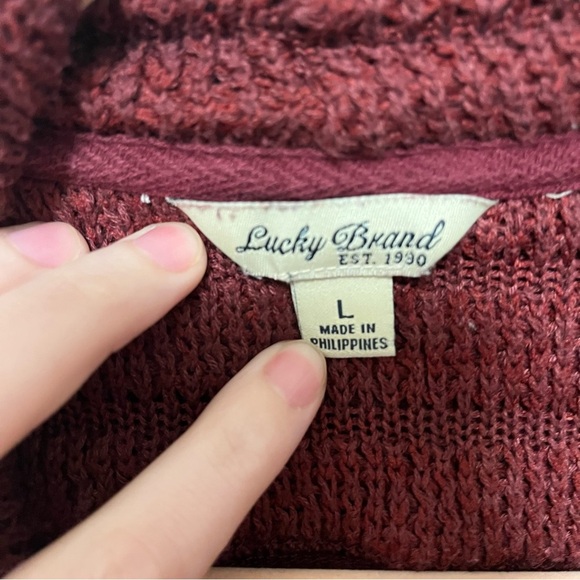 Lucky Brand
EST. 1990
L
MADE IN
PHILIPPINES